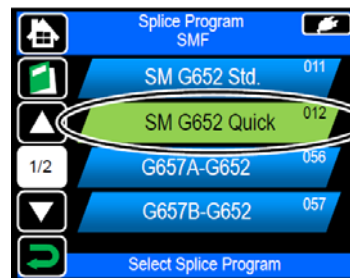 Splice Program
SMF
SM G652 Std. 011
SM G652 Quick 012
1/2
G657A-G652 056
G657B-G652 057
Select Splice Program